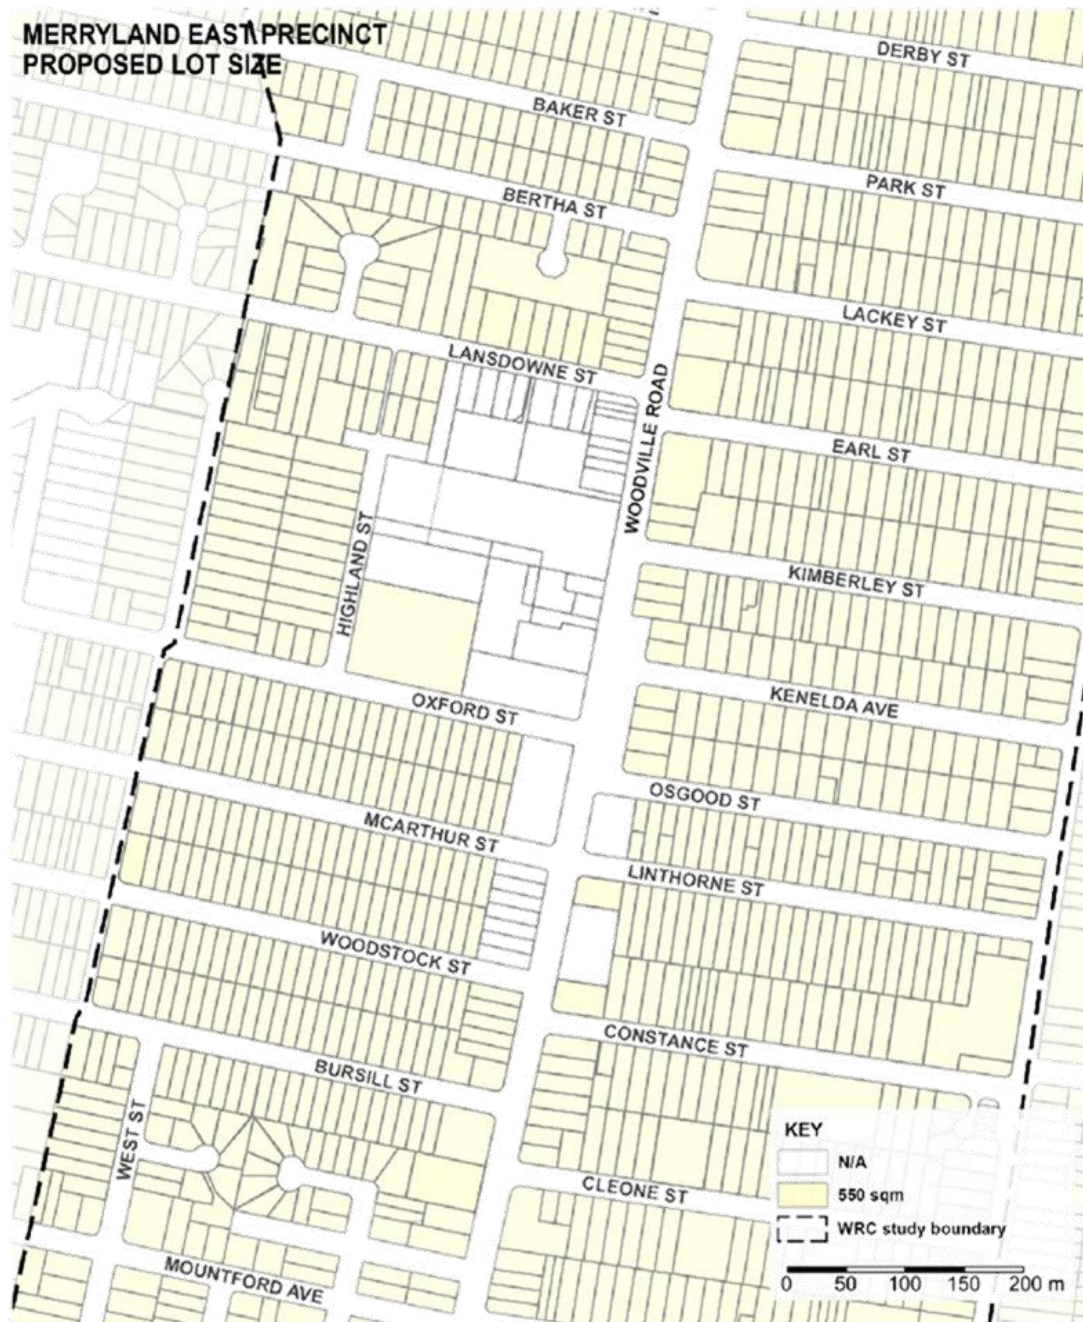 MERRYLAND EAST PRECINCT
PROPOSED LOT SIZE
DERBY ST
BAKER ST
PARK ST
BERTHA ST
LACKEY ST
LANSDOWNE ST
WOODVILLE ROAD
EARL ST
HIGHLAND ST
KIMBERLEY ST
OXFORD ST
KENELDA AVE
OSGOOD ST
MCARTHUR ST
LINTHORNE ST
WOODSTOCK ST
CONSTANCE ST
BURSILL ST
WEST ST
CLEONE ST
MOUNTFORD AVE
KEY
N/A
550 sqm
WRC study boundary
0 50 100 150 200 m